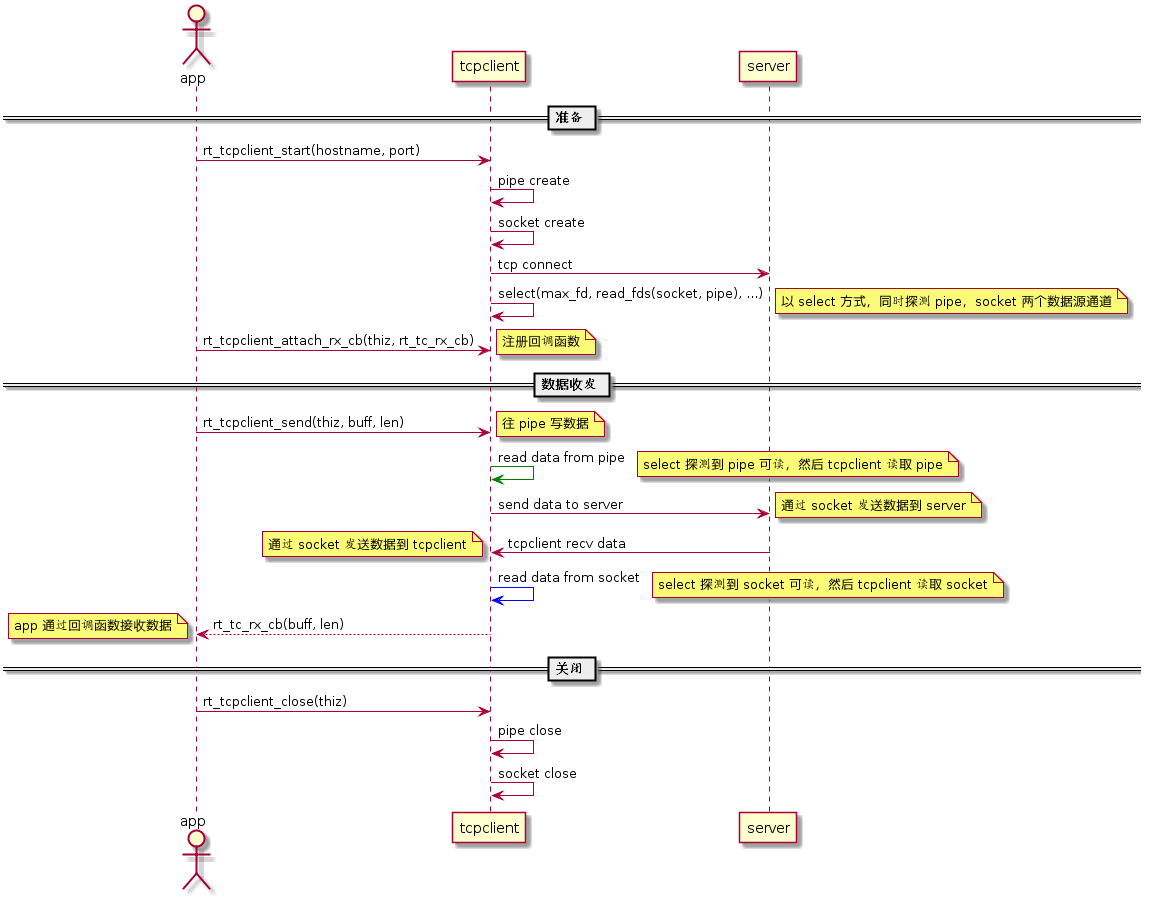 app
tcpclient
server
准备
rt_tcpclient_start(hostname, port)
pipe create
socket create
tcp connect
select(max_fd, read_fds(socket, pipe), ...)
以 select 方式，同时探测 pipe，socket 两个数据源通道
rt_tcpclient_attach_rx_cb(thiz, rt_tc_rx_cb)
注册回调函数
数据收发
rt_tcpclient_send(thiz, buff, len)
往 pipe 写数据
read data from pipe
select 探测到 pipe 可读，然后 tcpclient 读取 pipe
send data to server
通过 socket 发送数据到 server
通过 socket 发送数据到 tcpclient
tcpclient recv data
read data from socket
select 探测到 socket 可读，然后 tcpclient 读取 socket
app 通过回调函数接收数据
rt_tc_rx_cb(buff, len)
关闭
rt_tcpclient_close(thiz)
pipe close
socket close
app
tcpclient
server